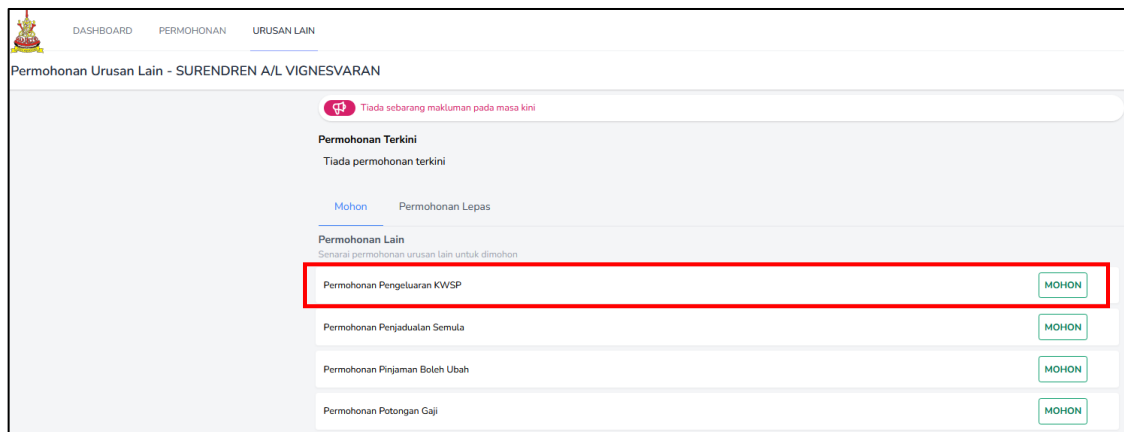 DASHBOARD PERMOHONAN URUSAN LAIN
Permohonan Urusan Lain - SURENDREN A/L VIGNESVARAN
Tiada sebarang makluman pada masa kini
Permohonan Terkini
Tiada permohonan terkini
Mohon Permohonan Lepas
Permohonan Lain
Senarai permohonan urusan lain untuk dimohon
Permohonan Pengeluaran KWSP MOHON
Permohonan Penjadualan Semula MOHON
Permohonan Pinjaman Boleh Ubah MOHON
Permohonan Potongan Gaji MOHON